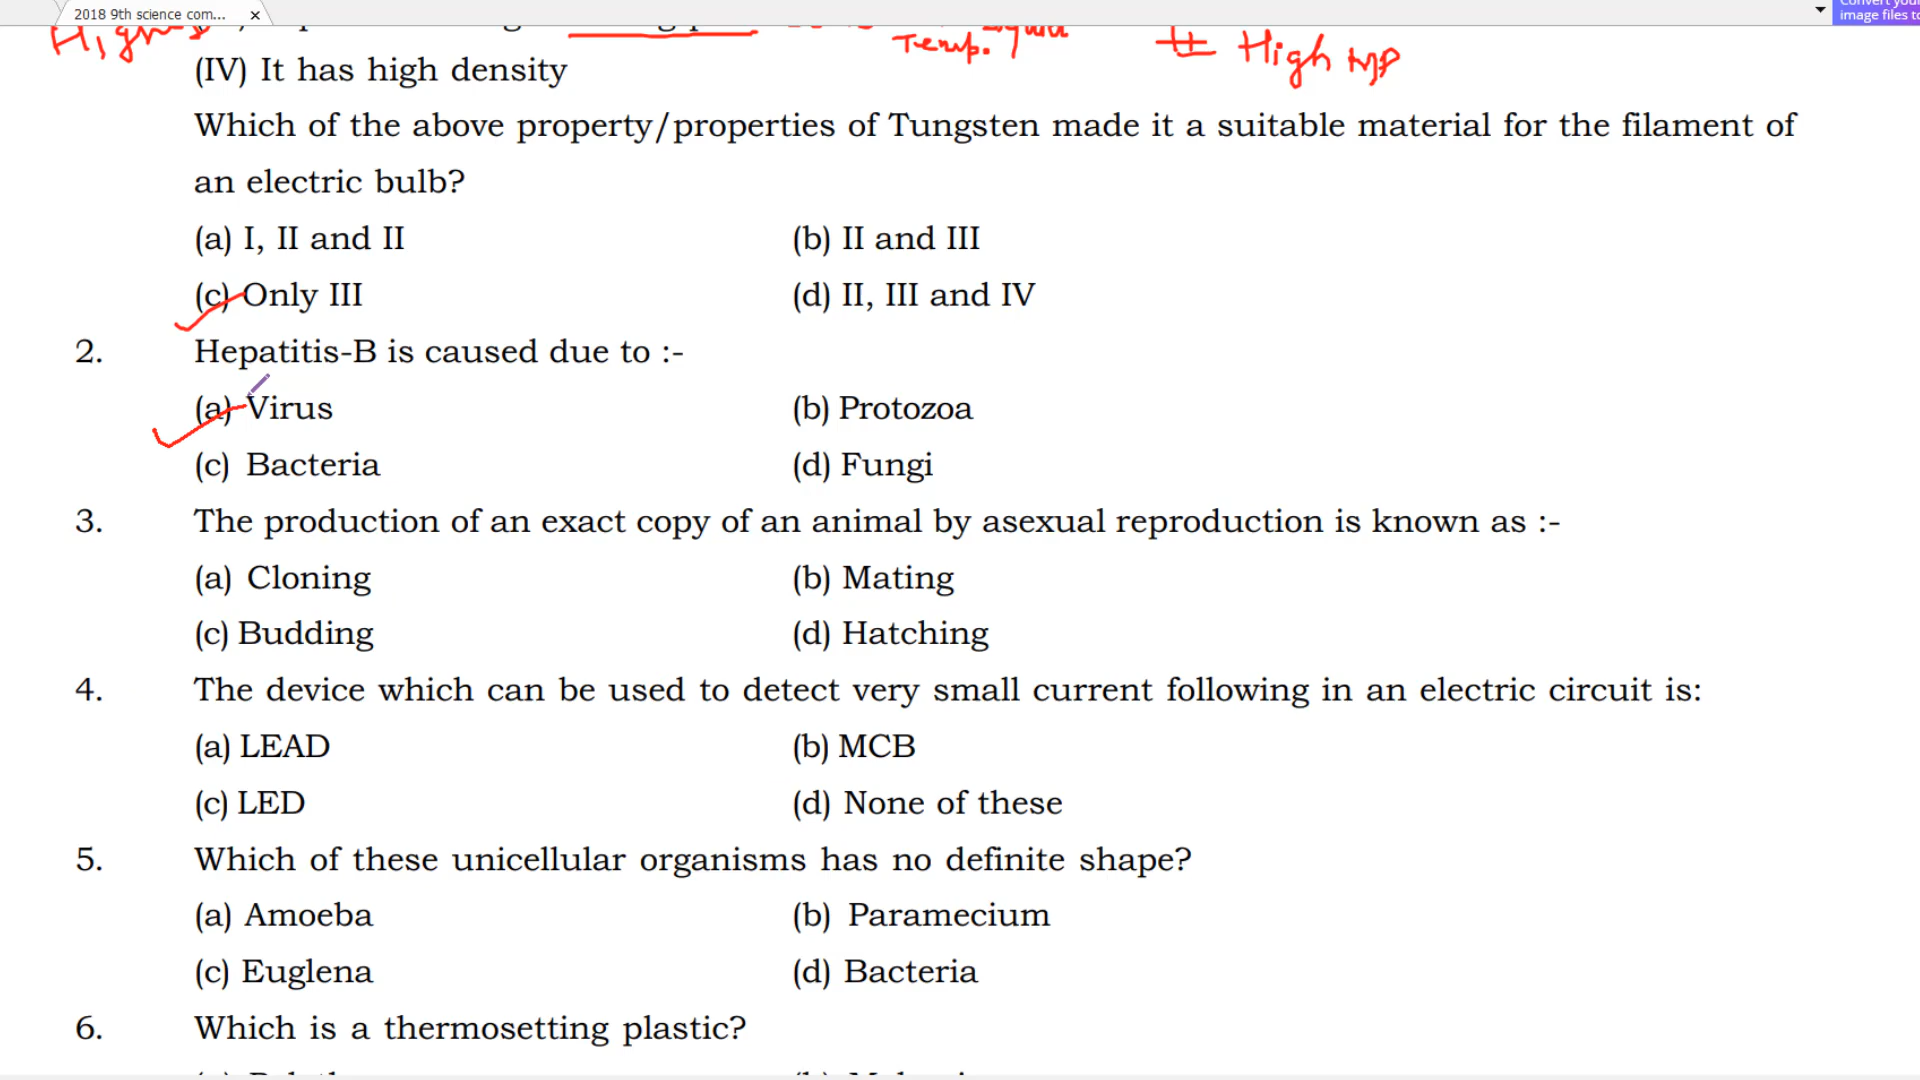 2018 9th science com...
Convert your
image files to
Temp.
# High MP
(IV) It has high density
Which of the above property/properties of Tungsten made it a suitable material for the filament of
an electric bulb?
(a) I, II and II (b) II and III
(c) Only III (d) II, III and IV
2. Hepatitis-B is caused due to :-
(a) Virus (b) Protozoa
(c) Bacteria (d) Fungi
3. The production of an exact copy of an animal by asexual reproduction is known as :-
(a) Cloning (b) Mating
(c) Budding (d) Hatching
4. The device which can be used to detect very small current following in an electric circuit is:
(a) LEAD (b) MCB
(c) LED (d) None of these
5. Which of these unicellular organisms has no definite shape?
(a) Amoeba (b) Paramecium
(c) Euglena (d) Bacteria
6. Which is a thermosetting plastic?